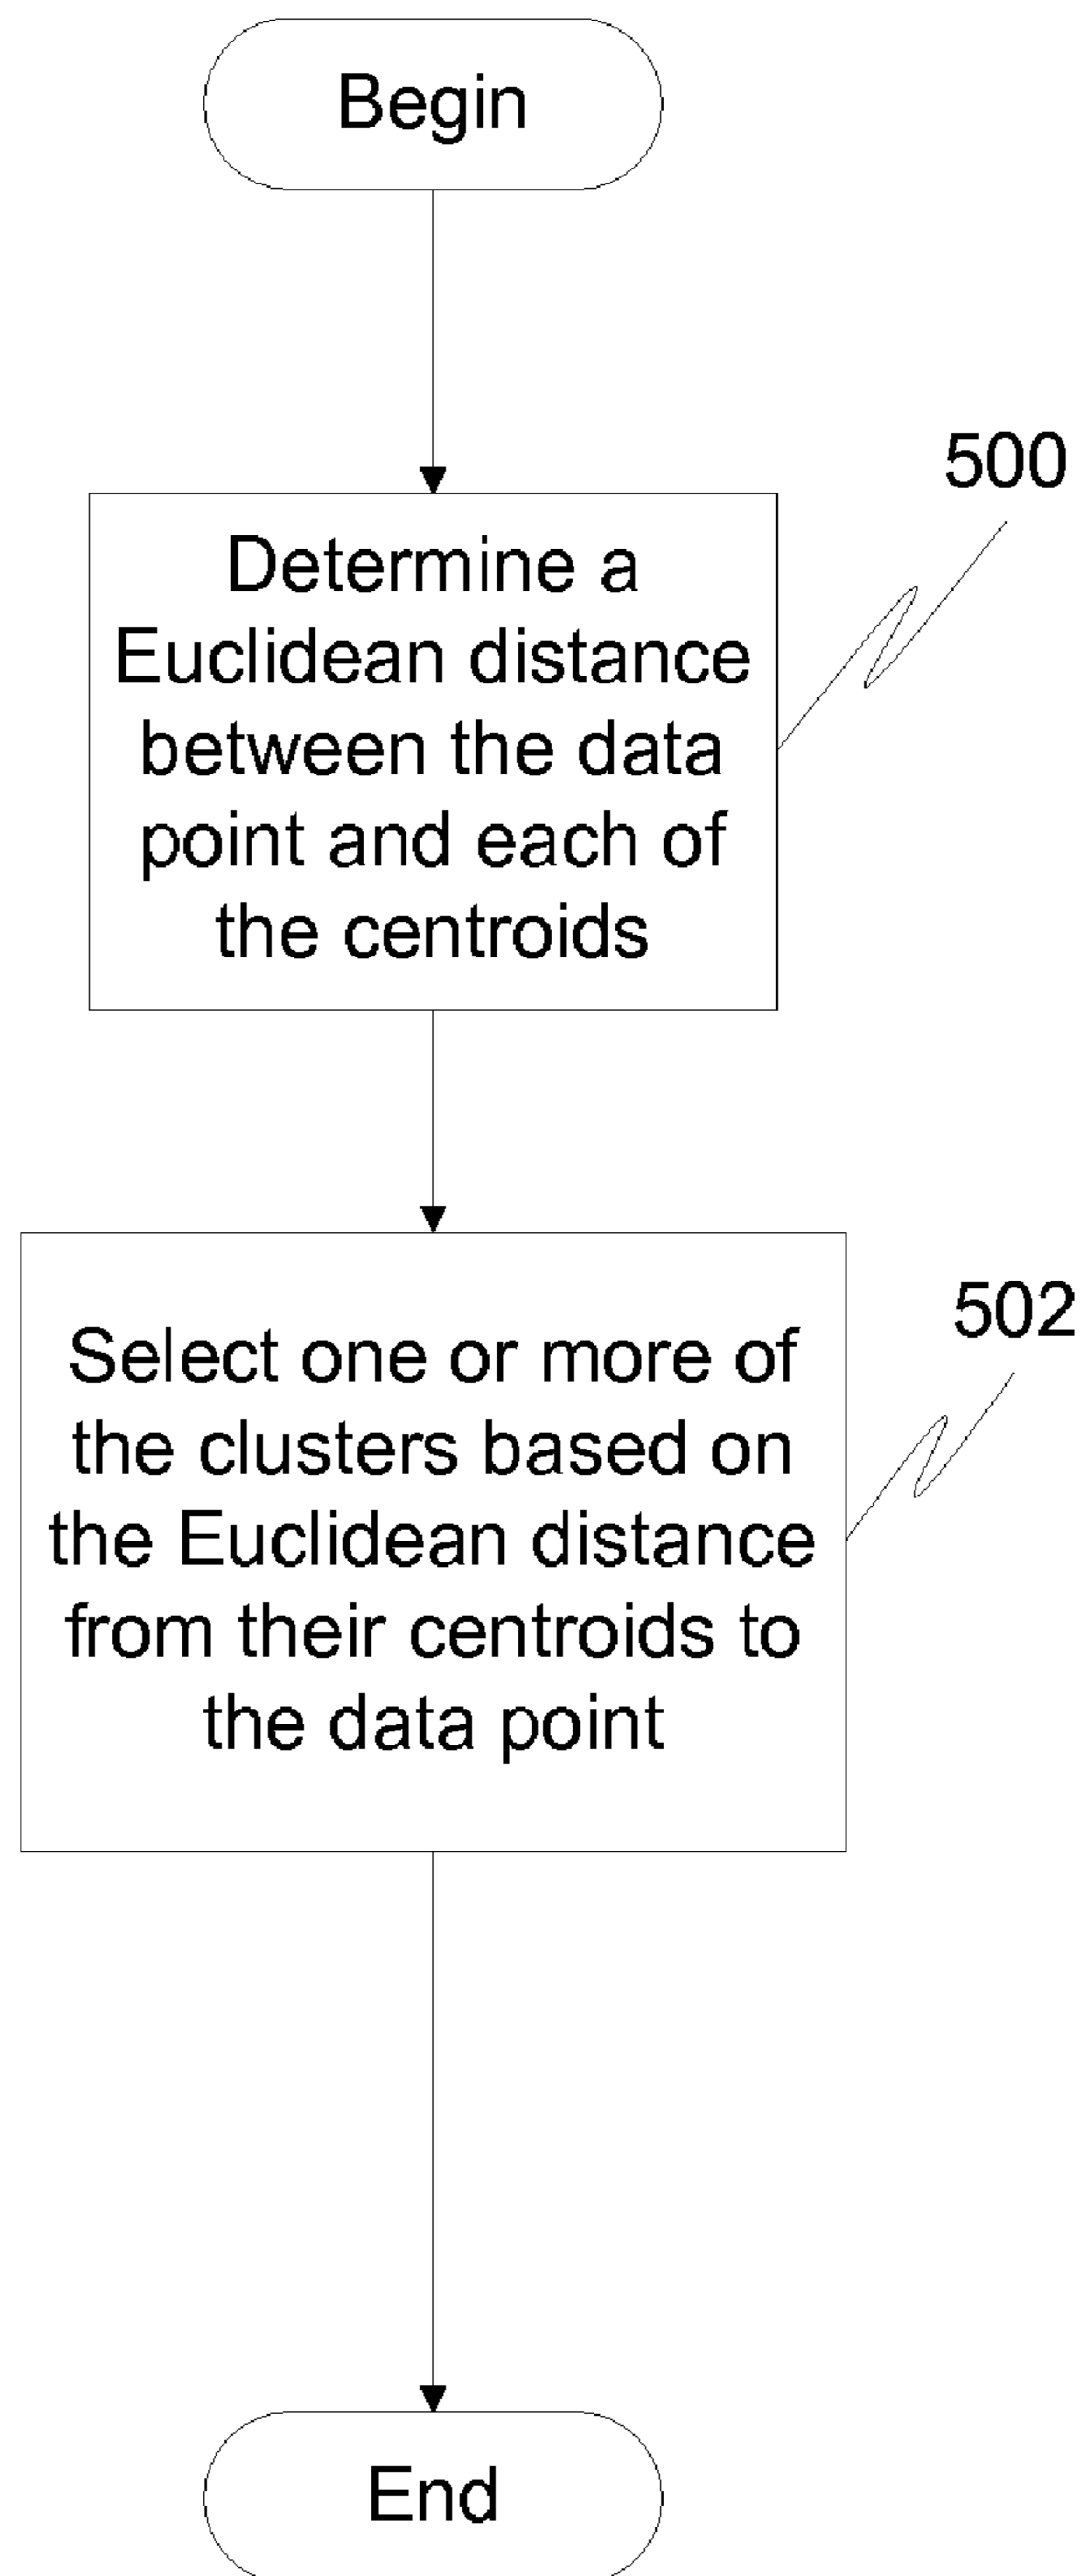 Begin
500
Determine a
Euclidean distance
between the data
point and each of
the centroids
502
Select one or more of
the clusters based on
the Euclidean distance
from their centroids to
the data point
End